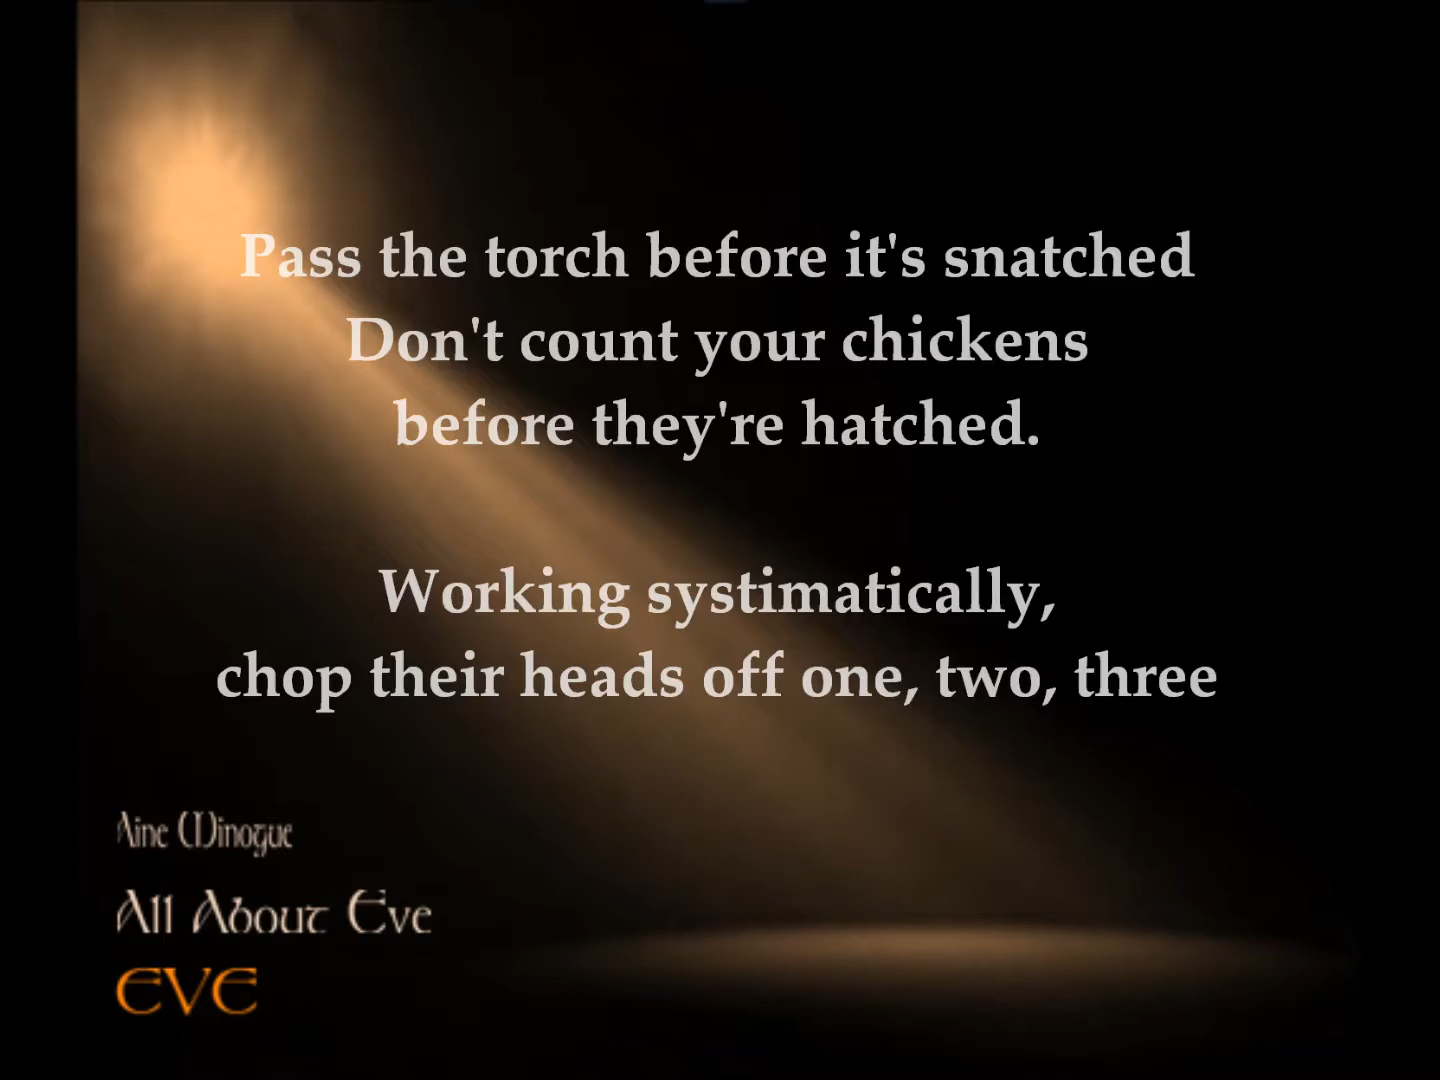 Pass the torch before it's snatched
Don't count your chickens
before they're hatched.
Working systimatically,
chop their heads off one, two, three
Aine Minogue
All About Eve
EVE